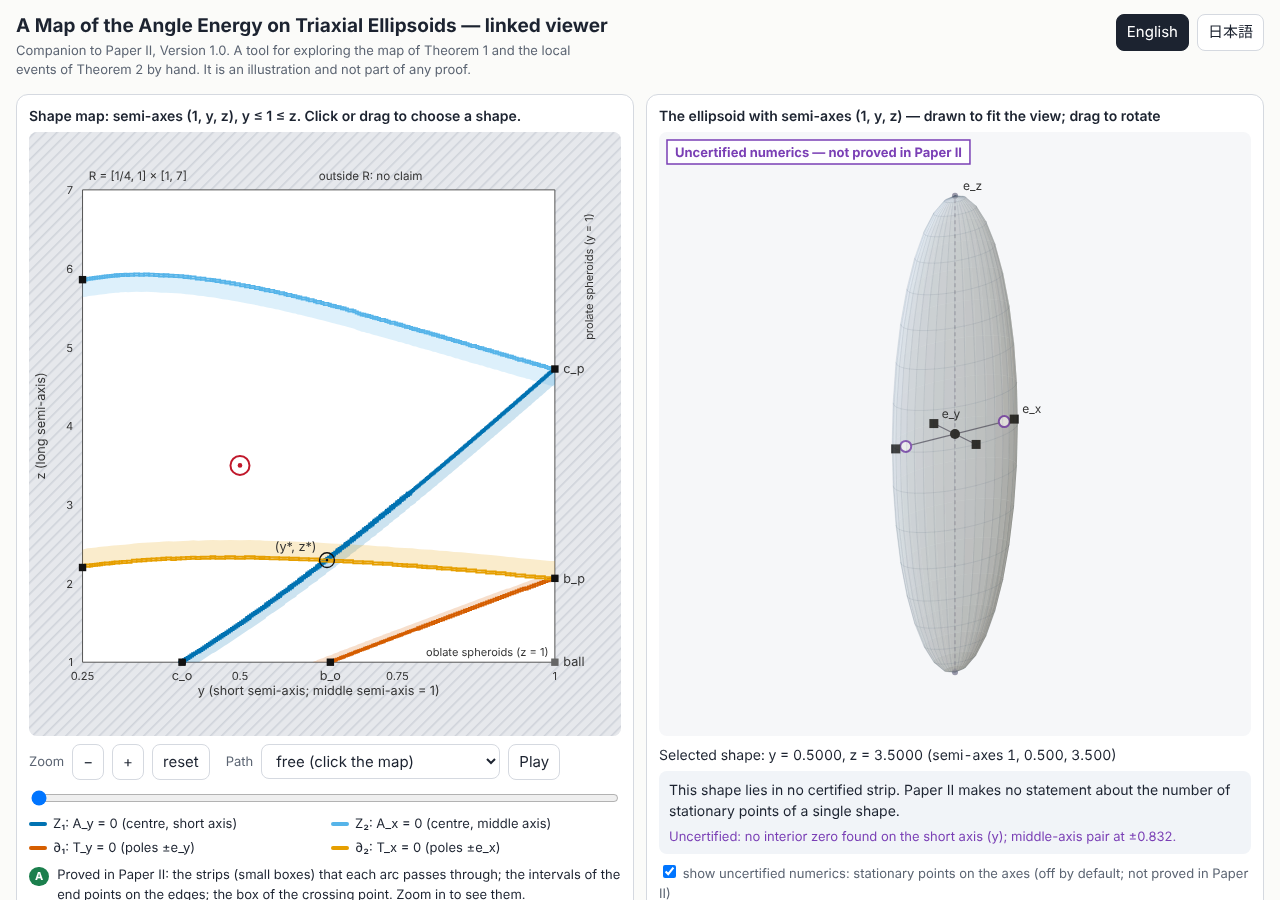 A Map of the Angle Energy on Triaxial Ellipsoids — linked viewer
Companion to Paper II, Version 1.0. A tool for exploring the map of Theorem 1 and the local
events of Theorem 2 by hand. It is an illustration and not part of any proof.
English
日本語
Shape map: semi-axes (1, y, z), y ≤ 1 ≤ z. Click or drag to choose a shape.
R = [1/4, 1] × [1, 7]
outside R: no claim
7
6
5
4
3
2
1
z (long semi-axis)
prolate spheroids (y = 1)
c_p
(y*, z*)
b_p
oblate spheroids (z = 1)
ball
0.25
c_o
0.5
b_o
0.75
1
y (short semi-axis; middle semi-axis = 1)
Zoom
−
+
reset
Path
free (click the map)
Play
Z₁: A_y = 0 (centre, short axis)
Z₂: A_x = 0 (centre, middle axis)
∂₁: T_y = 0 (poles ±e_y)
∂₂: T_x = 0 (poles ±e_x)
A
Proved in Paper II: the strips (small boxes) that each arc passes through; the intervals of the
end points on the edges; the box of the crossing point. Zoom in to see them.
The ellipsoid with semi-axes (1, y, z) — drawn to fit the view; drag to rotate
Uncertified numerics — not proved in Paper II
e_z
e_y
e_x
Selected shape: y = 0.5000, z = 3.5000 (semi-axes 1, 0.500, 3.500)
This shape lies in no certified strip. Paper II makes no statement about the number of
stationary points of a single shape.
Uncertified: no interior zero found on the short axis (y); middle-axis pair at ±0.832.
show uncertified numerics: stationary points on the axes (off by default; not proved in Paper
II)